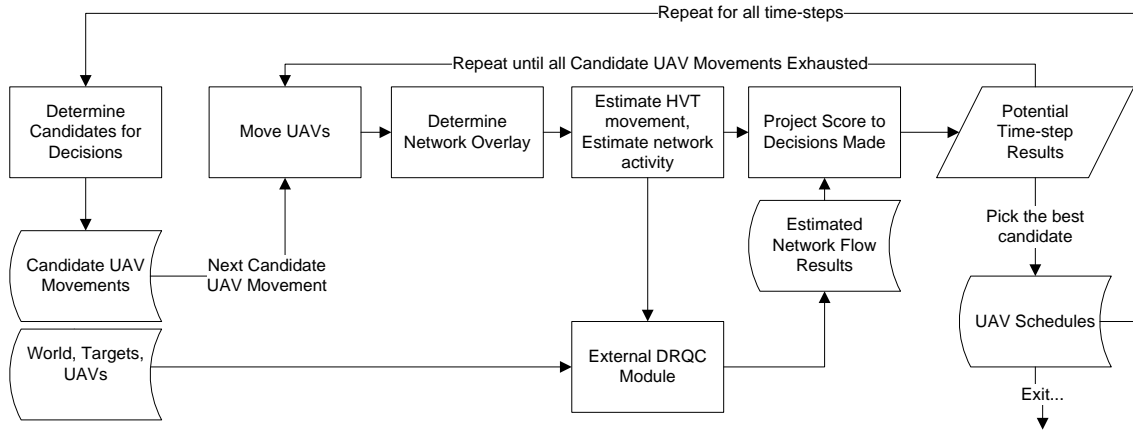 Repeat for all time-steps
Repeat until all Candidate UAV Movements Exhausted
Determine
Candidates for
Decisions
Move UAVs
Determine
Network Overlay
Estimate HVT
movement,
Estimate network
activity
Project Score to
Decisions Made
Potential
Time-step
Results
Candidate UAV
Movements
Next Candidate
UAV Movement
Estimated
Network Flow
Results
Pick the best
candidate
World, Targets,
UAVs
External DRQC
Module
UAV Schedules
Exit...